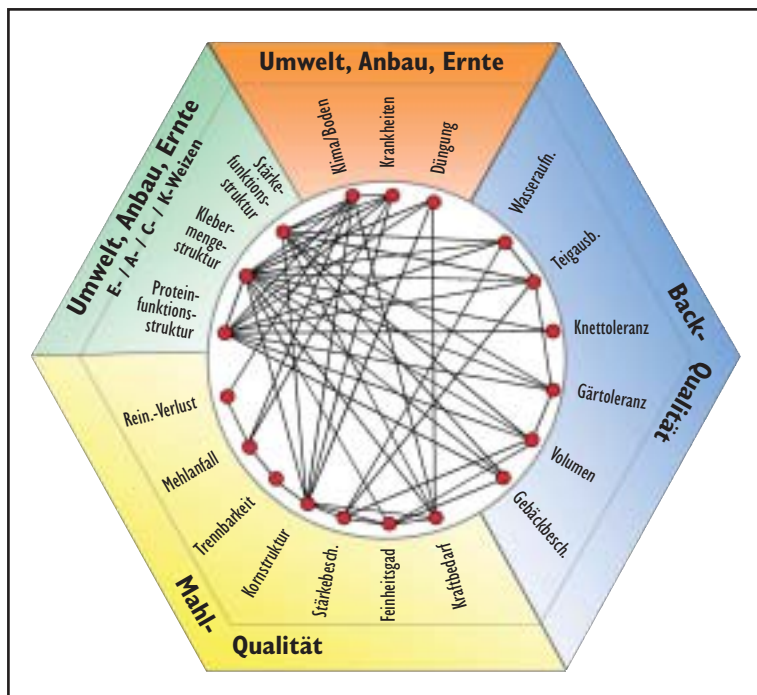 Umwelt, Anbau, Ernte
Klima/Boden
Krankheiten
Düngung
Wasseraufn.
Teigausb.
Knettoleranz
Gärtoleranz
Volumen
Gebäckbesch.
Back-
Qualität
Kraftbedarf
Feinheitsgad
Stärkebesch.
Kornstruktur
Trennbarkeit
Mehlanfall
Rein.-Verlust
Mahl-
Qualität
Umwelt, Anbau, Ernte
E- / A- / C- / K-Weizen
Protein-
funktions-
struktur
Kleber-
menge-
struktur
Stärke-
funktions-
struktur